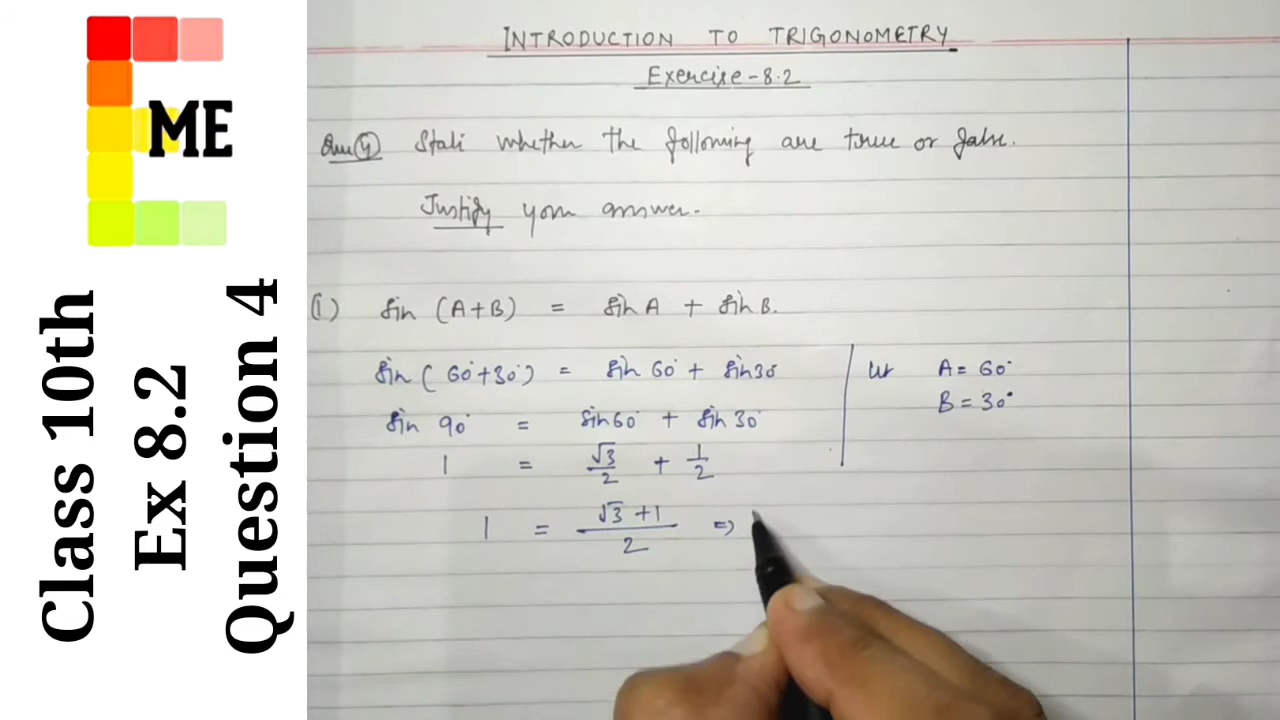 ME
Class 10th
Ex 8.2
Question 4
INTRODUCTION TO TRIGONOMETRY
Exercise-8.2
Que(4) State whether the following are true or false.
Justify your answer.
(i) sin (A+B) = sin A + sin B.
sin (60°+30°) = sin 60° + sin 30°
let A = 60°
B = 30°
sin 90° = sin 60° + sin 30°
1 = √3/2 + 1/2
1 = (√3 + 1)/2 ⇒